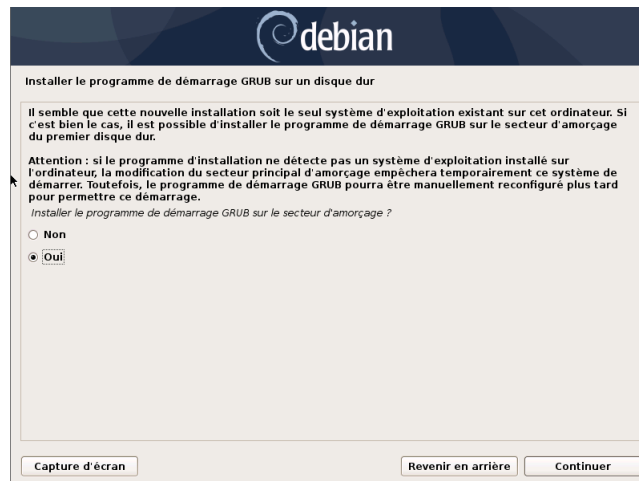 debian
Installer le programme de démarrage GRUB sur un disque dur
Il semble que cette nouvelle installation soit le seul système d'exploitation existant sur cet ordinateur. Si
c'est bien le cas, il est possible d'installer le programme de démarrage GRUB sur le secteur d'amorçage
du premier disque dur.
Attention : si le programme d'installation ne détecte pas un système d'exploitation installé sur
l'ordinateur, la modification du secteur principal d'amorçage empêchera temporairement ce système de
démarrer. Toutefois, le programme de démarrage GRUB pourra être manuellement reconfiguré plus tard
pour permettre ce démarrage.
Installer le programme de démarrage GRUB sur le secteur d'amorçage ?
Non
Oui
Capture d'écran
Revenir en arrière
Continuer